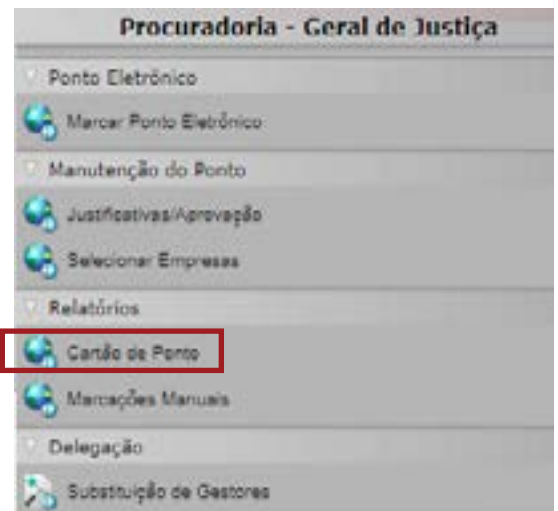 Procuradoria - Geral de Justiça
Ponto Eletrônico
Marcar Ponto Eletrônico
Manutenção do Ponto
Justificativas/Aprovação
Selecionar Empresas
Relatórios
Cartão de Ponto
Marcações Manuais
Delegação
Substituição de Gestores